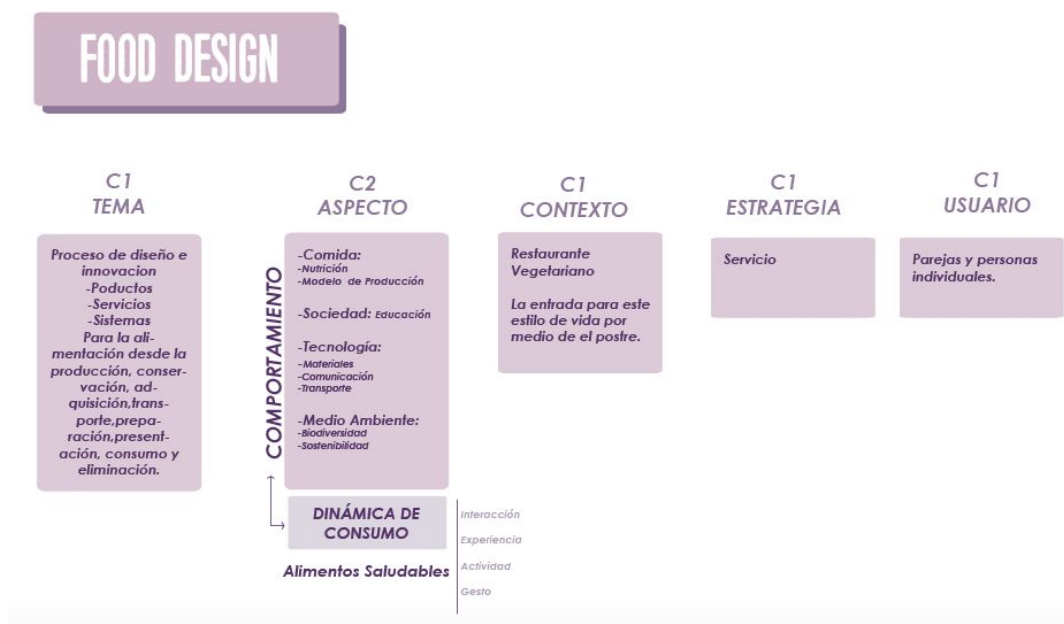 FOOD DESIGN
C1
TEMA
Proceso de diseño e
innovacion
-Poductos
-Servicios
-Sistemas
Para la ali-
mentación desde la
producción, conser-
vación, ad-
quisición,trans-
porte,prepa-
ración,present-
ación, consumo y
eliminación.
C2
ASPECTO
COMPORTAMIENTO
-Comida:
-Nutrición
-Modelo de Producción
-Sociedad: Educación
-Tecnología:
-Materiales
-Comunicación
-Transporte
-Medio Ambiente:
-Biodiversidad
-Sostenibilidad
DINÁMICA DE
CONSUMO
Alimentos Saludables
Interacción
Experiencia
Actividad
Gesto
C1
CONTEXTO
Restaurante
Vegetariano
La entrada para este
estilo de vida por
medio de el postre.
C1
ESTRATEGIA
Servicio
C1
USUARIO
Parejas y personas
individuales.